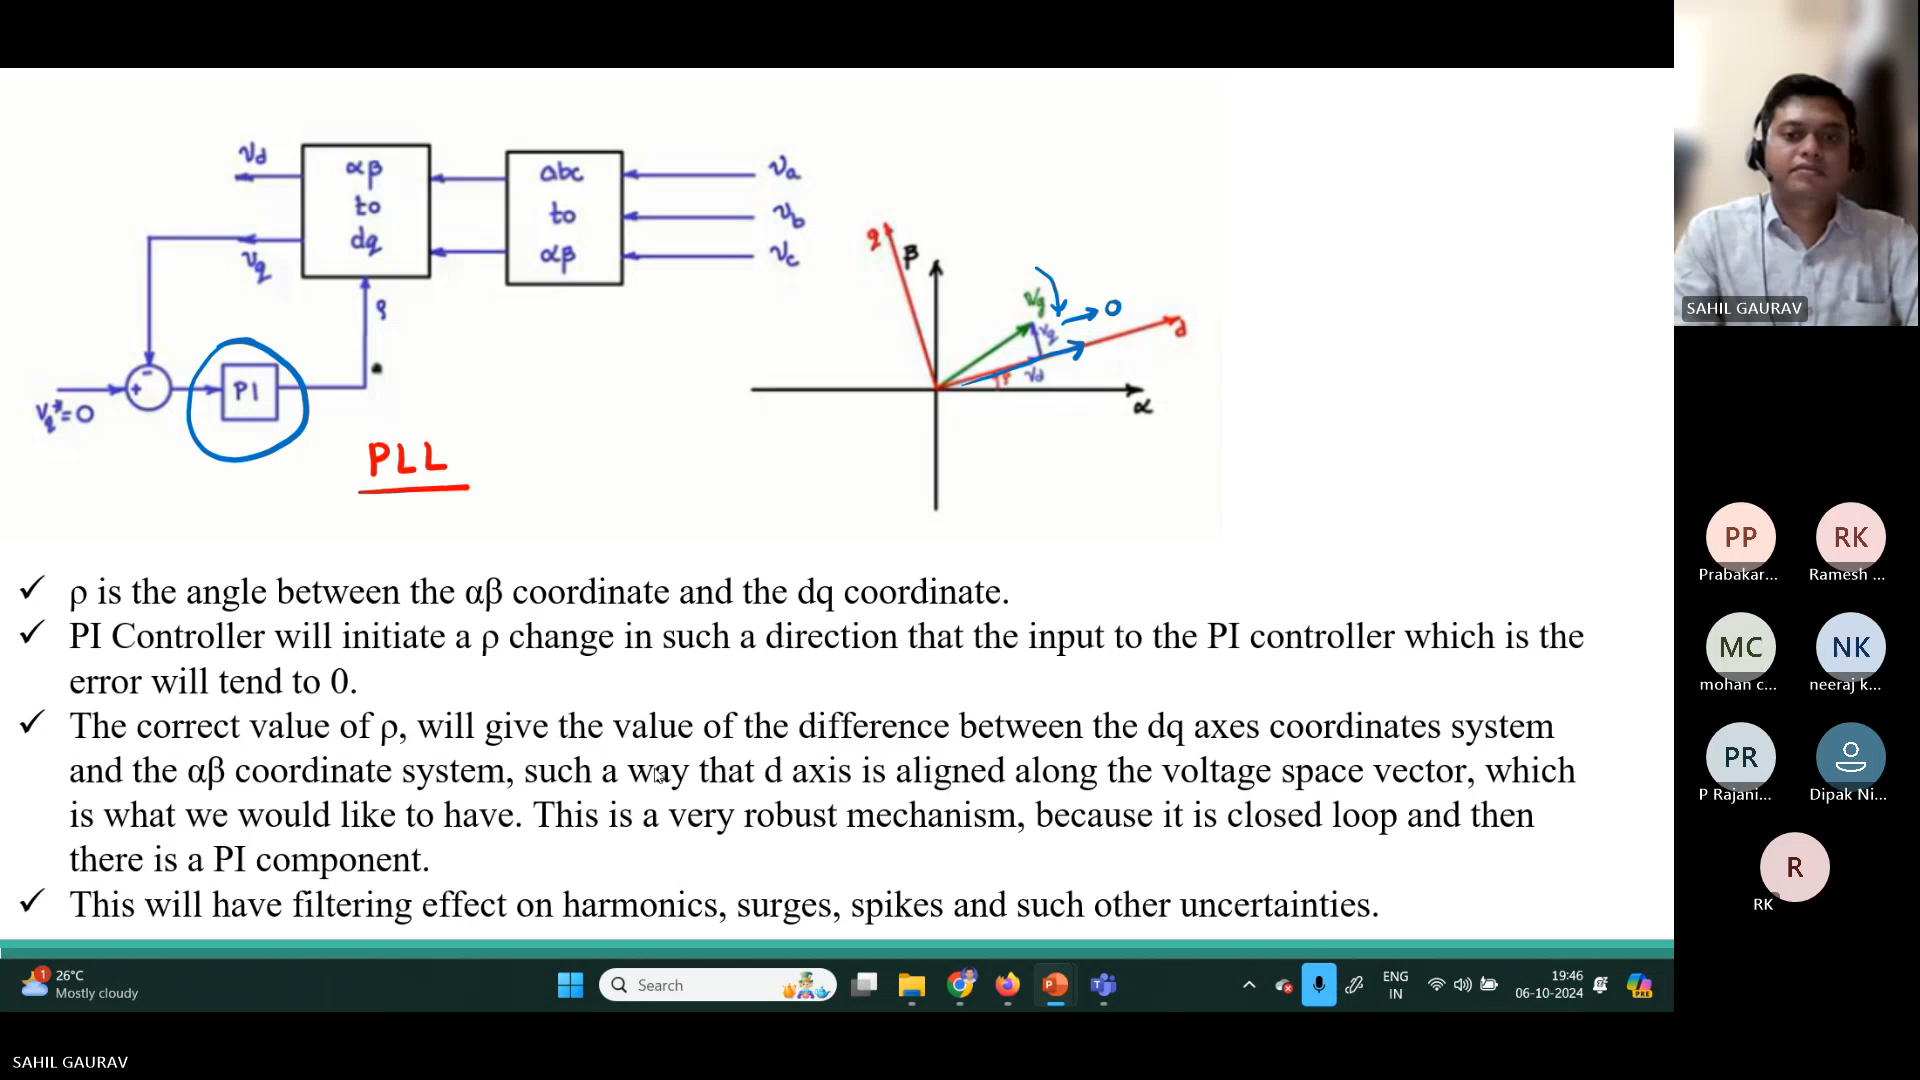 vd
αβ
to
dq
abc
to
αβ
va
vb
vc
vq
ρ
+
-
PI
Vq*=0
PLL
q
β
vg
vq
0
d
vd
ρ
α
✓ ρ is the angle between the αβ coordinate and the dq coordinate.
✓ PI Controller will initiate a ρ change in such a direction that the input to the PI controller which is the
error will tend to 0.
✓ The correct value of ρ, will give the value of the difference between the dq axes coordinates system
and the αβ coordinate system, such a way that d axis is aligned along the voltage space vector, which
is what we would like to have. This is a very robust mechanism, because it is closed loop and then
there is a PI component.
✓ This will have filtering effect on harmonics, surges, spikes and such other uncertainties.
1
26°C
Mostly cloudy
Search
ENG
IN
19:46
06-10-2024
PRE
SAHIL GAURAV
SAHIL GAURAV
PP
Prabakar...
RK
Ramesh ...
MC
mohan c...
NK
neeraj k...
PR
P Rajani...
Dipak Ni...
R
RK